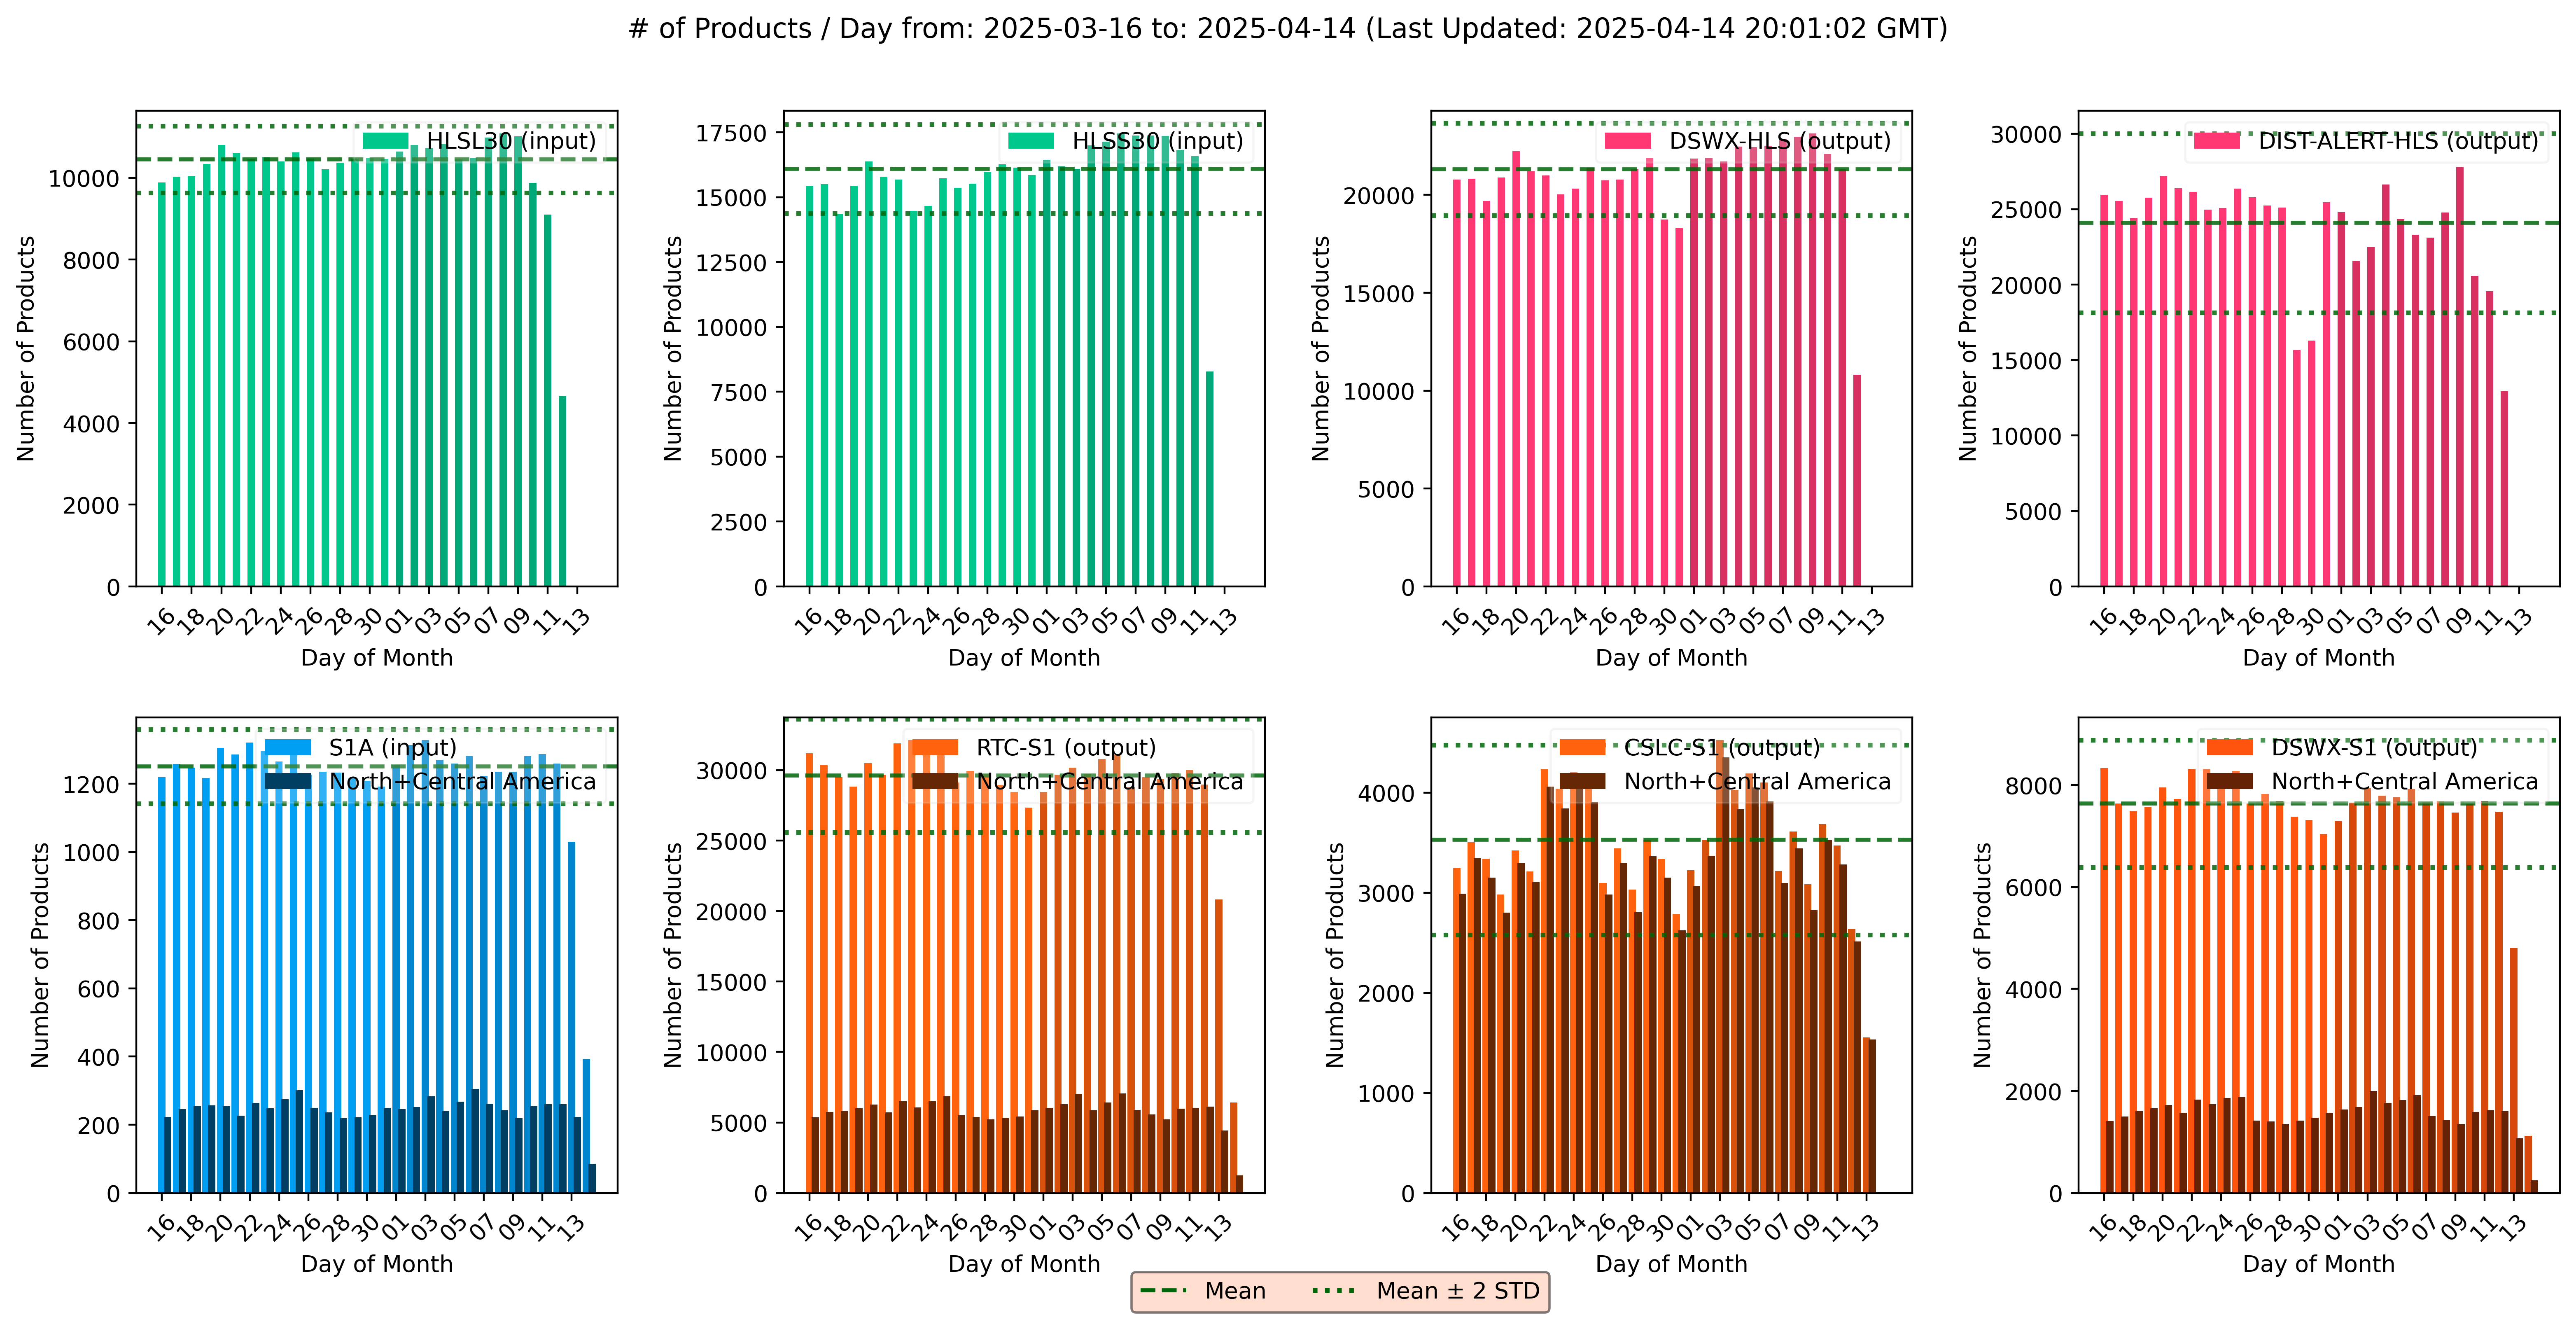 # of Products / Day from: 2025-03-16 to: 2025-04-14 (Last Updated: 2025-04-14 20:01:02 GMT)
HLSL30 (input)
Number of Products
10000
8000
6000
4000
2000
0
16 18 20 22 24 26 28 30 01 03 05 07 09 11 13
Day of Month
HLSS30 (input)
Number of Products
17500
15000
12500
10000
7500
5000
2500
0
16 18 20 22 24 26 28 30 01 03 05 07 09 11 13
Day of Month
DSWX-HLS (output)
Number of Products
20000
15000
10000
5000
0
16 18 20 22 24 26 28 30 01 03 05 07 09 11 13
Day of Month
DIST-ALERT-HLS (output)
Number of Products
30000
25000
20000
15000
10000
5000
0
16 18 20 22 24 26 28 30 01 03 05 07 09 11 13
Day of Month
S1A (input)
North+Central America
Number of Products
1200
1000
800
600
400
200
0
16 18 20 22 24 26 28 30 01 03 05 07 09 11 13
Day of Month
RTC-S1 (output)
North+Central America
Number of Products
30000
25000
20000
15000
10000
5000
0
16 18 20 22 24 26 28 30 01 03 05 07 09 11 13
Day of Month
CSLC-S1 (output)
North+Central America
Number of Products
4000
3000
2000
1000
0
16 18 20 22 24 26 28 30 01 03 05 07 09 11 13
Day of Month
DSWX-S1 (output)
North+Central America
Number of Products
8000
6000
4000
2000
0
16 18 20 22 24 26 28 30 01 03 05 07 09 11 13
Day of Month
Mean
Mean ± 2 STD